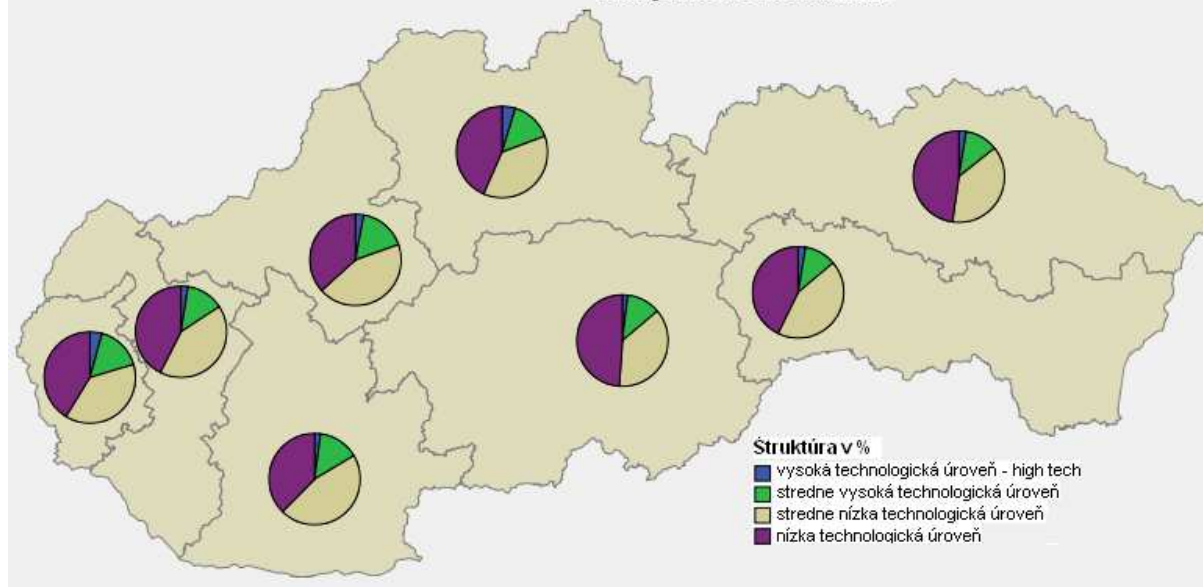 Štruktúra v %
vysoká technologická úroveň - high tech
stredne vysoká technologická úroveň
stredne nízka technologická úroveň
nízka technologická úroveň